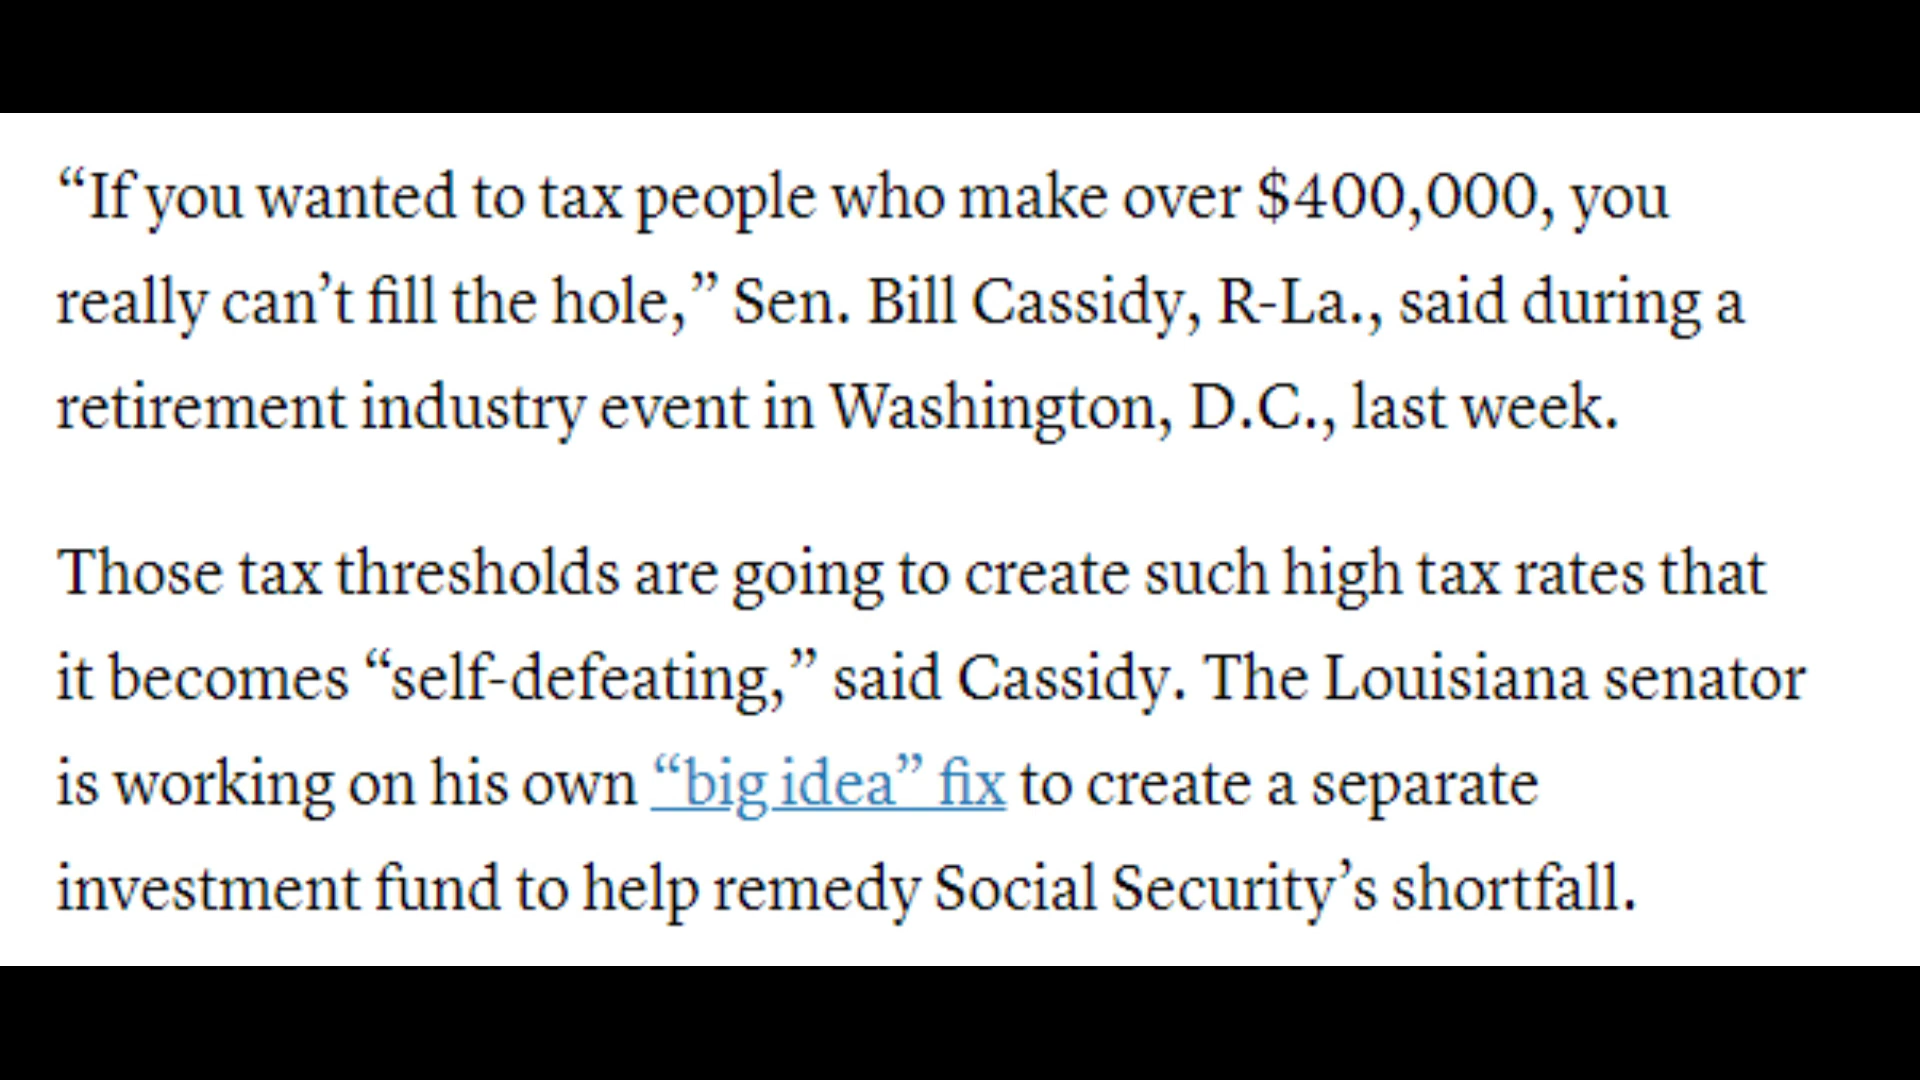 “If you wanted to tax people who make over $400,000, you
really can’t fill the hole,” Sen. Bill Cassidy, R-La., said during a
retirement industry event in Washington, D.C., last week.
Those tax thresholds are going to create such high tax rates that
it becomes “self-defeating,” said Cassidy. The Louisiana senator
is working on his own “big idea” fix to create a separate
investment fund to help remedy Social Security’s shortfall.